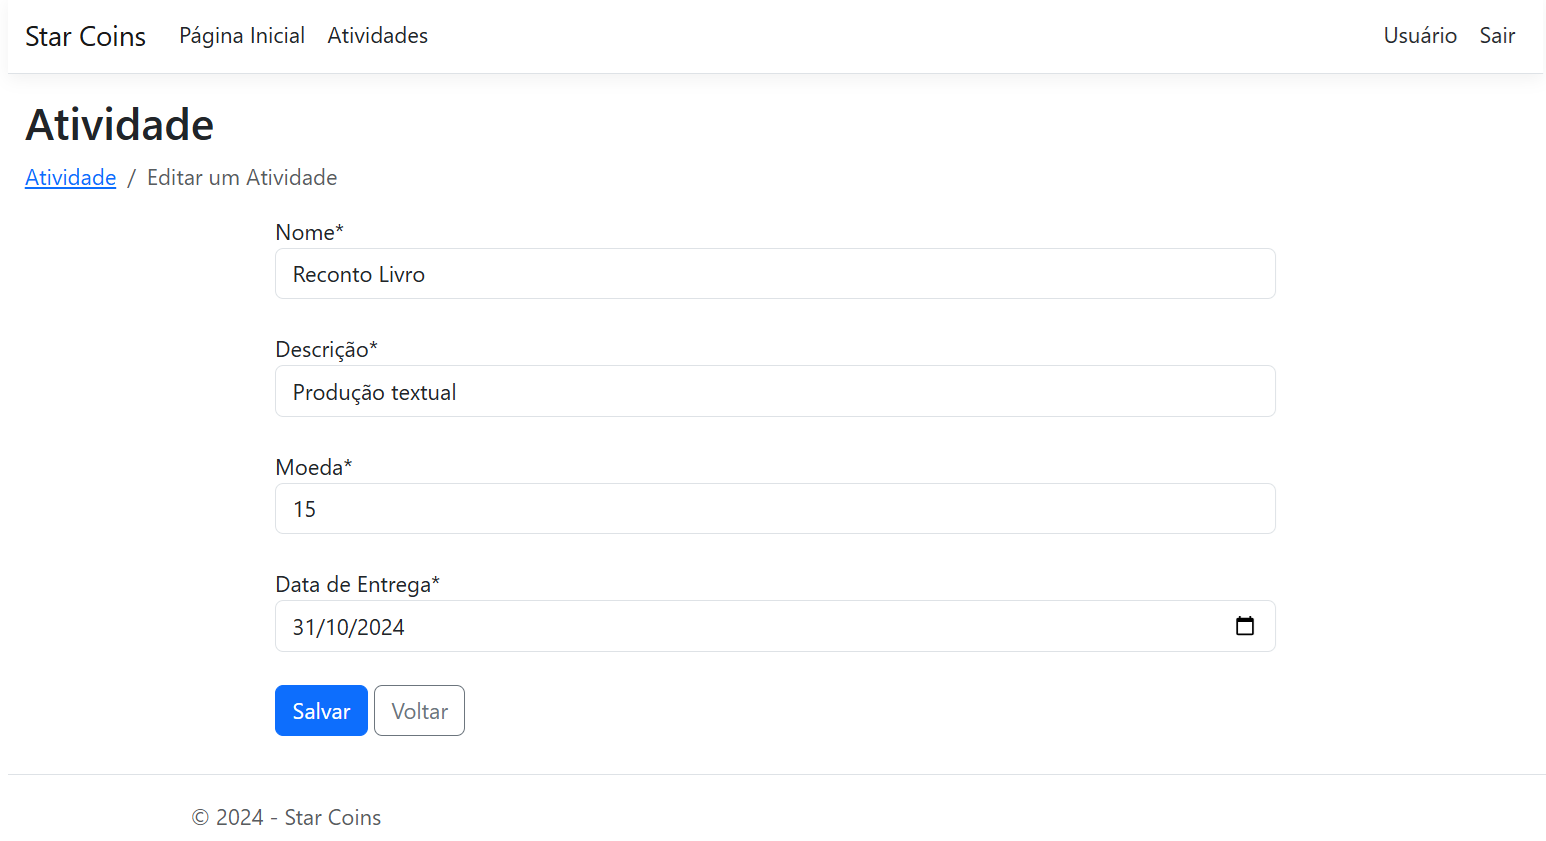 Star Coins Página Inicial Atividades Usuário Sair
Atividade
Atividade / Editar um Atividade
Nome*
Reconto Livro
Descrição*
Produção textual
Moeda*
15
Data de Entrega*
31/10/2024
Salvar Voltar
© 2024 - Star Coins